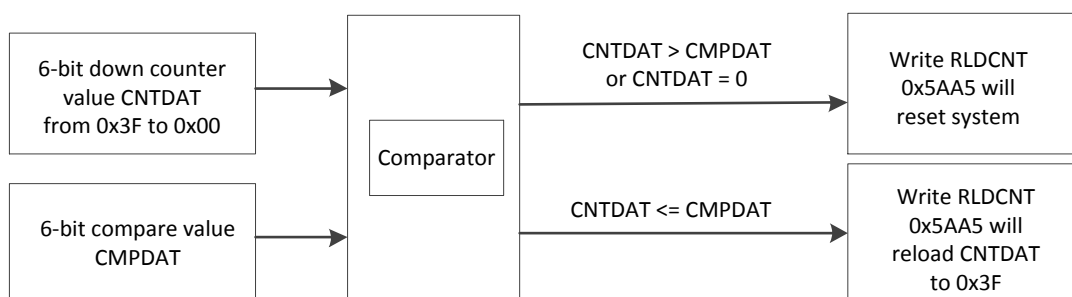 6-bit down counter
value CNTDAT
from 0x3F to 0x00
6-bit compare value
CMPDAT
Comparator
CNTDAT > CMPDAT
or CNTDAT = 0
CNTDAT <= CMPDAT
Write RLDCNT
0x5AA5 will
reset system
Write RLDCNT
0x5AA5 will
reload CNTDAT
to 0x3F